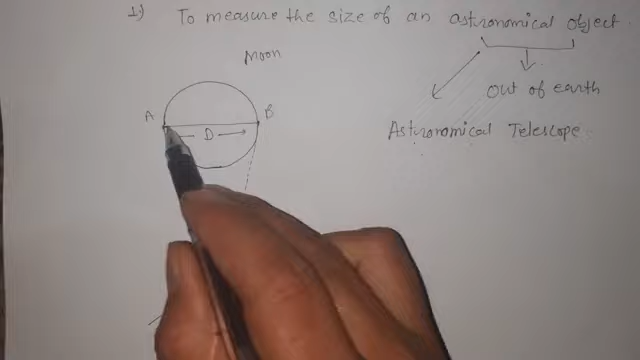 1) To measure the size of an astronomical object.
Moon
Out of earth
A B
D
Astronomical Telescope